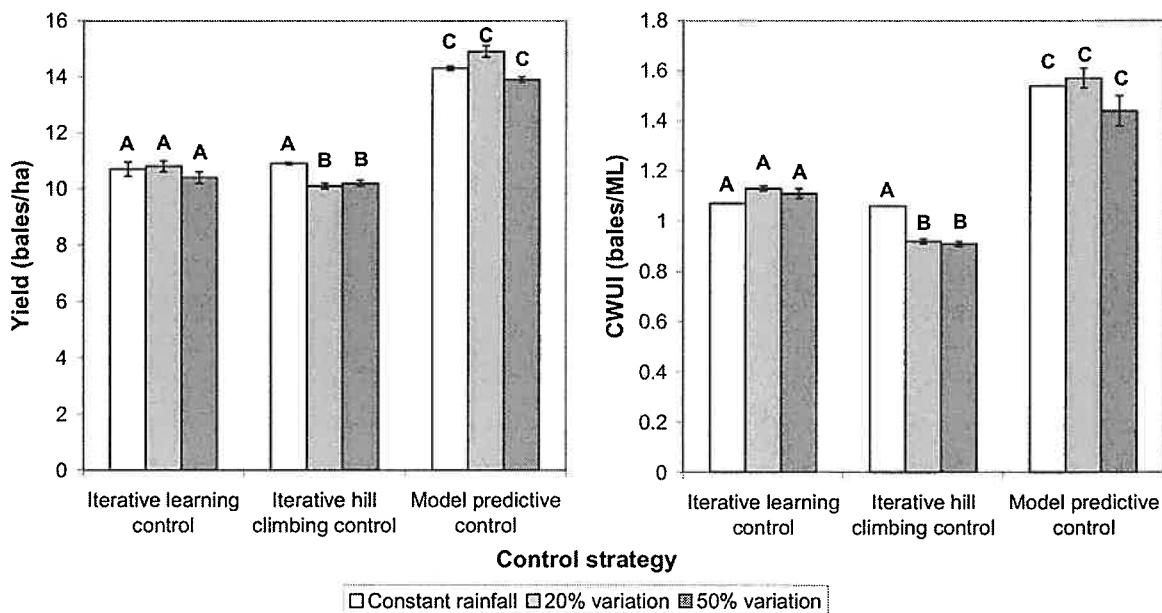 Yield (bales/ha)
16
14
12
10
8
6
4
2
0
A A A
A B B
C C C
Iterative learning
control
Iterative hill
climbing control
Model predictive
control
CWUI (bales/ML)
1.8
1.6
1.4
1.2
1
0.8
0.6
0.4
0.2
0
A A A
A B B
C C C
Iterative learning
control
Iterative hill
climbing control
Model predictive
control
Control strategy
Constant rainfall 20% variation 50% variation